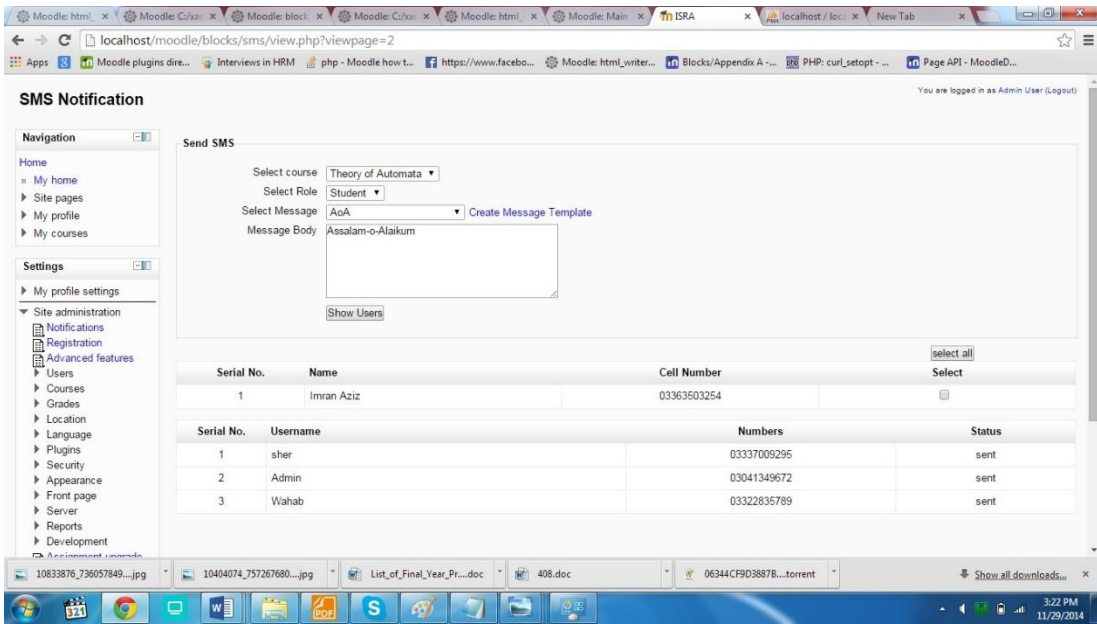 Moodle: html_
Moodle: C:/xar
Moodle: block
Moodle: C:/xar
Moodle: html_
Moodle: Main
ISRA
localhost / loca
New Tab
localhost/moodle/blocks/sms/view.php?viewpage=2
Apps
Moodle plugins dire...
Interviews in HRM
php - Moodle how t...
https://www.facebo...
Moodle: html_writer...
Blocks/Appendix A -...
PHP: curl_setopt - ...
Page API - MoodleD...
SMS Notification
You are logged in as Admin User (Logout)
Navigation
Home
My home
Site pages
My profile
My courses
Settings
My profile settings
Site administration
Notifications
Registration
Advanced features
Users
Courses
Grades
Location
Language
Plugins
Security
Appearance
Front page
Server
Reports
Development
Assignment upgrade
Send SMS
Select course Theory of Automata
Select Role Student
Select Message AoA Create Message Template
Message Body Assalam-o-Alaikum
Show Users
select all
Serial No. Name Cell Number Select
1 Imran Aziz 03363503254
Serial No. Username Numbers Status
1 sher 03337009295 sent
2 Admin 03041349672 sent
3 Wahab 03322835789 sent
10833876_736057849....jpg
10404074_757267680....jpg
List_of_Final_Year_Pr....doc
408.doc
06344CF9D3887B....torrent
Show all downloads...
321
PDF
3:22 PM
11/29/2014